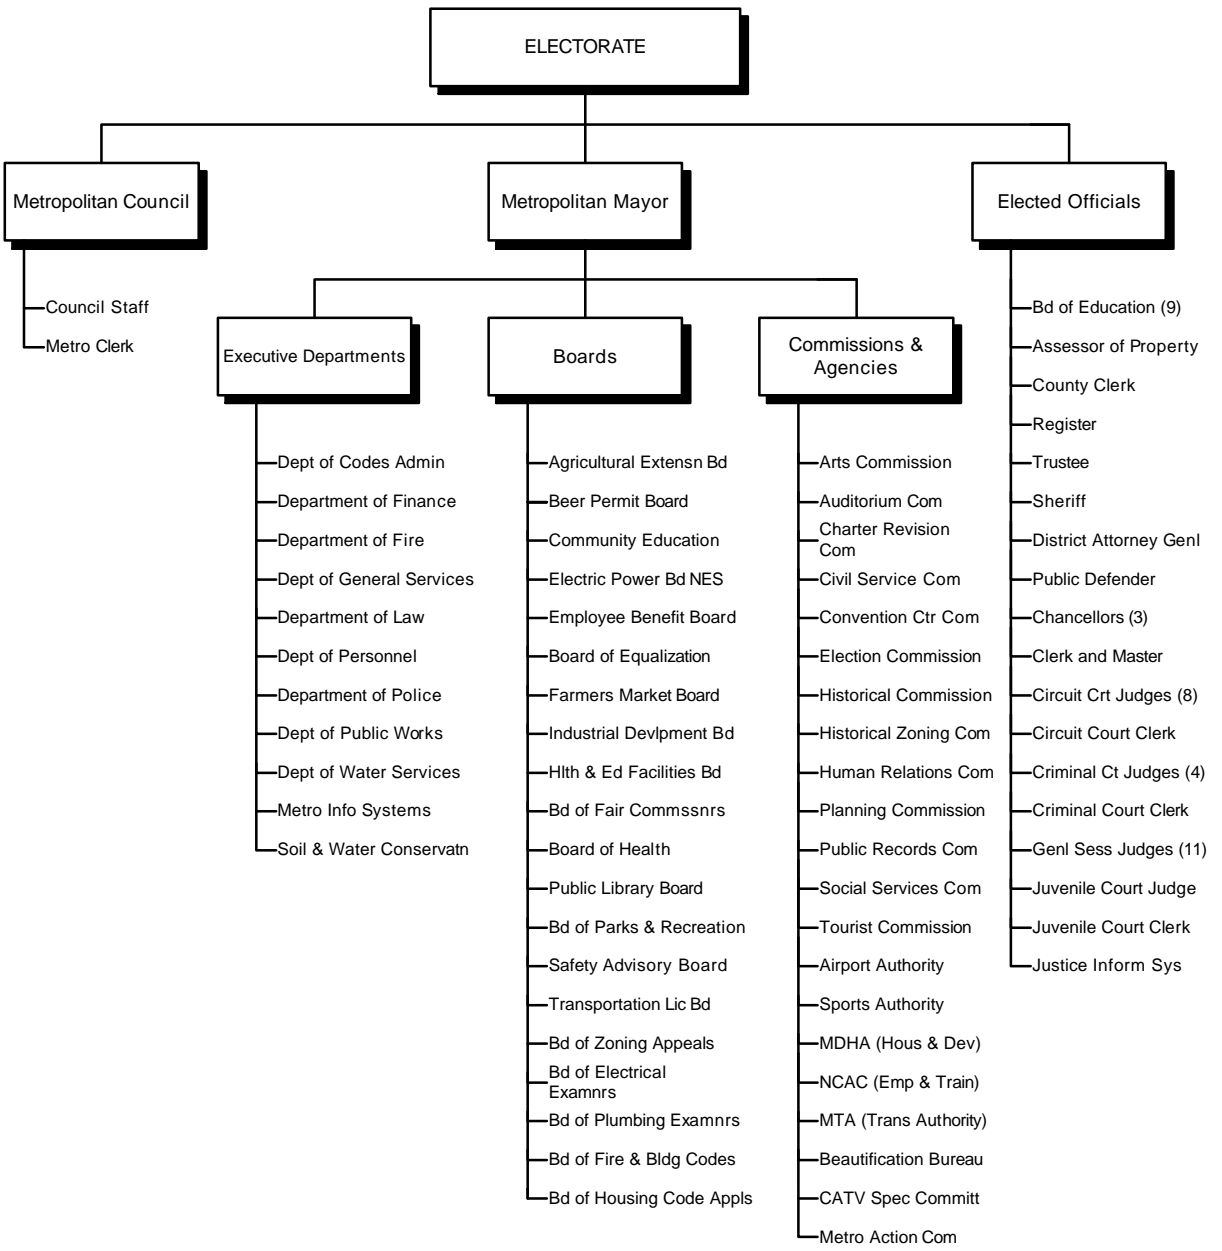 ELECTORATE
Metropolitan Council
Metropolitan Mayor
Elected Officials
Council Staff
Metro Clerk
Executive Departments
Boards
Commissions &
Agencies
Dept of Codes Admin
Department of Finance
Department of Fire
Dept of General Services
Department of Law
Dept of Personnel
Department of Police
Dept of Public Works
Dept of Water Services
Metro Info Systems
Soil & Water Conservatn
Agricultural Extensn Bd
Beer Permit Board
Community Education
Electric Power Bd NES
Employee Benefit Board
Board of Equalization
Farmers Market Board
Industrial Devlpment Bd
Hlth & Ed Facilities Bd
Bd of Fair Commssnrs
Board of Health
Public Library Board
Bd of Parks & Recreation
Safety Advisory Board
Transportation Lic Bd
Bd of Zoning Appeals
Bd of Electrical
Examnrs
Bd of Plumbing Examnrs
Bd of Fire & Bldg Codes
Bd of Housing Code Appls
Arts Commission
Auditorium Com
Charter Revision
Com
Civil Service Com
Convention Ctr Com
Election Commission
Historical Commission
Historical Zoning Com
Human Relations Com
Planning Commission
Public Records Com
Social Services Com
Tourist Commission
Airport Authority
Sports Authority
MDHA (Hous & Dev)
NCAC (Emp & Train)
MTA (Trans Authority)
Beautification Bureau
CATV Spec Committ
Metro Action Com
Bd of Education (9)
Assessor of Property
County Clerk
Register
Trustee
Sheriff
District Attorney Genl
Public Defender
Chancellors (3)
Clerk and Master
Circuit Crt Judges (8)
Circuit Court Clerk
Criminal Ct Judges (4)
Criminal Court Clerk
Genl Sess Judges (11)
Juvenile Court Judge
Juvenile Court Clerk
Justice Inform Sys